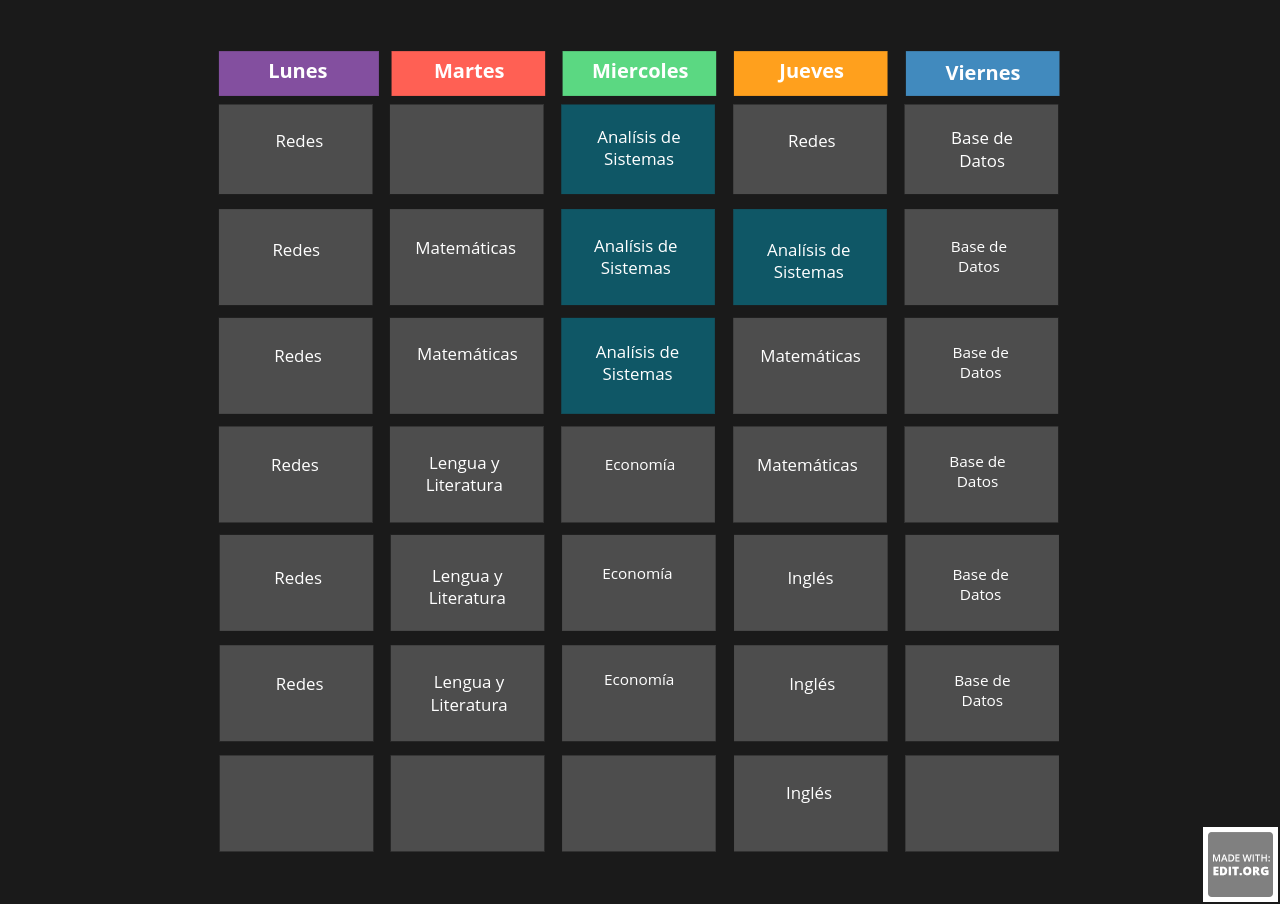 Lunes
Martes
Miercoles
Jueves
Viernes
Redes
Analísis de
Sistemas
Redes
Base de
Datos
Redes
Matemáticas
Analísis de
Sistemas
Analísis de
Sistemas
Base de
Datos
Redes
Matemáticas
Analísis de
Sistemas
Matemáticas
Base de
Datos
Redes
Lengua y
Literatura
Economía
Matemáticas
Base de
Datos
Redes
Lengua y
Literatura
Economía
Inglés
Base de
Datos
Redes
Lengua y
Literatura
Economía
Inglés
Base de
Datos
Inglés
MADE WITH:
EDIT.ORG